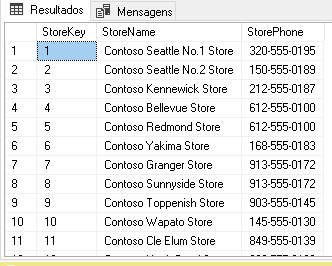 Resultados Mensagens
StoreKey StoreName StorePhone
1 1 Contoso Seattle No.1 Store 320-555-0195
2 2 Contoso Seattle No.2 Store 150-555-0189
3 3 Contoso Kennewick Store 212-555-0187
4 4 Contoso Bellevue Store 612-555-0100
5 5 Contoso Redmond Store 612-555-0100
6 6 Contoso Yakima Store 168-555-0183
7 7 Contoso Granger Store 913-555-0172
8 8 Contoso Sunnyside Store 913-555-0172
9 9 Contoso Toppenish Store 903-555-0145
10 10 Contoso Wapato Store 145-555-0130
11 11 Contoso Cle Elum Store 849-555-0139